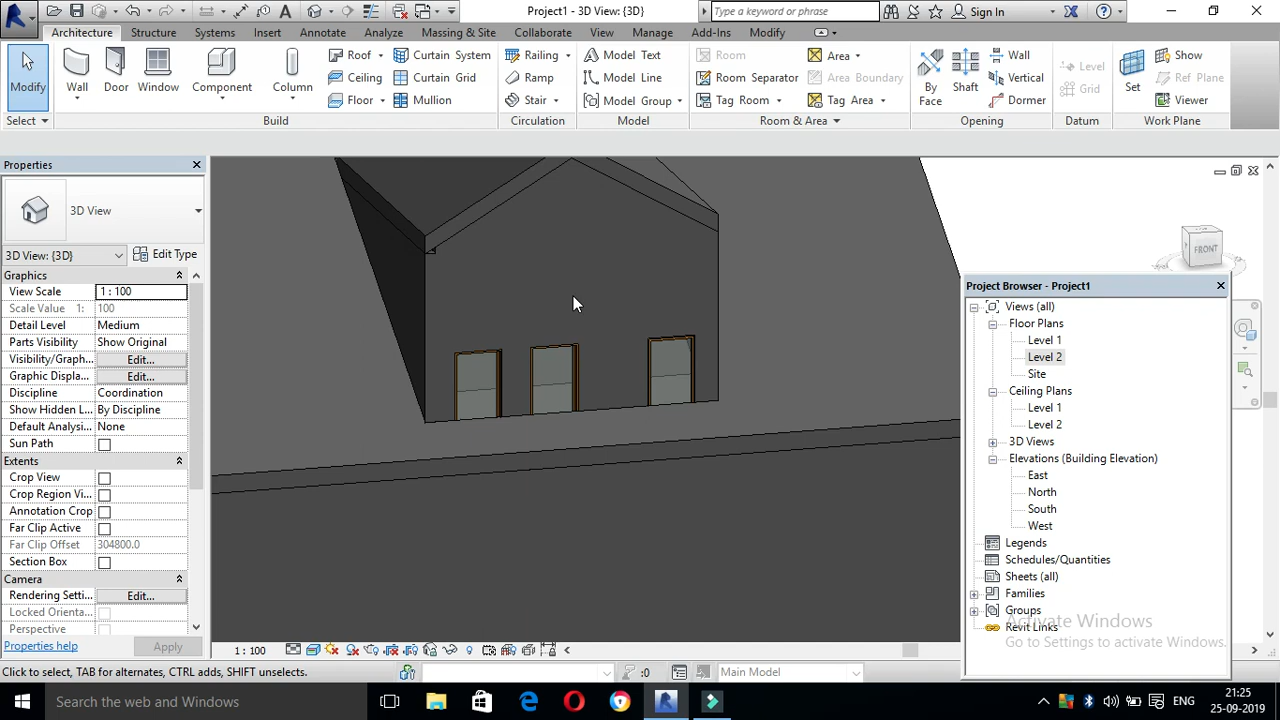 Project1 - 3D View: {3D}
Type a keyword or phrase
Sign In
Architecture Structure Systems Insert Annotate Analyze Massing & Site Collaborate View Manage Add-Ins Modify
Modify
Wall
Door
Window
Component
Column
Roof
Ceiling
Floor
Curtain System
Curtain Grid
Mullion
Railing
Ramp
Stair
Model Text
Model Line
Model Group
Room
Room Separator
Tag Room
Area
Area Boundary
Tag Area
By Face
Shaft
Wall
Vertical
Dormer
Level
Grid
Set
Show
Ref Plane
Viewer
Select
Build
Circulation
Model
Room & Area
Opening
Datum
Work Plane
Properties
3D View
3D View: {3D}
Edit Type
Graphics
View Scale 1 : 100
Scale Value 1: 100
Detail Level Medium
Parts Visibility Show Original
Visibility/Graph... Edit...
Graphic Displa... Edit...
Discipline Coordination
Show Hidden L... By Discipline
Default Analysi... None
Sun Path
Extents
Crop View
Crop Region Vi...
Annotation Crop
Far Clip Active
Far Clip Offset 304800.0
Section Box
Camera
Rendering Setti... Edit...
Locked Orienta...
Perspective
Properties help
Apply
FRONT
Project Browser - Project1
Views (all)
Floor Plans
Level 1
Level 2
Site
Ceiling Plans
Level 1
Level 2
3D Views
Elevations (Building Elevation)
East
North
South
West
Legends
Schedules/Quantities
Sheets (all)
Families
Groups
Revit Links
Activate Windows
Go to Settings to activate Windows.
1 : 100
Click to select, TAB for alternates, CTRL adds, SHIFT unselects.
:0
Main Model
Search the web and Windows
ENG
21:25
25-09-2019